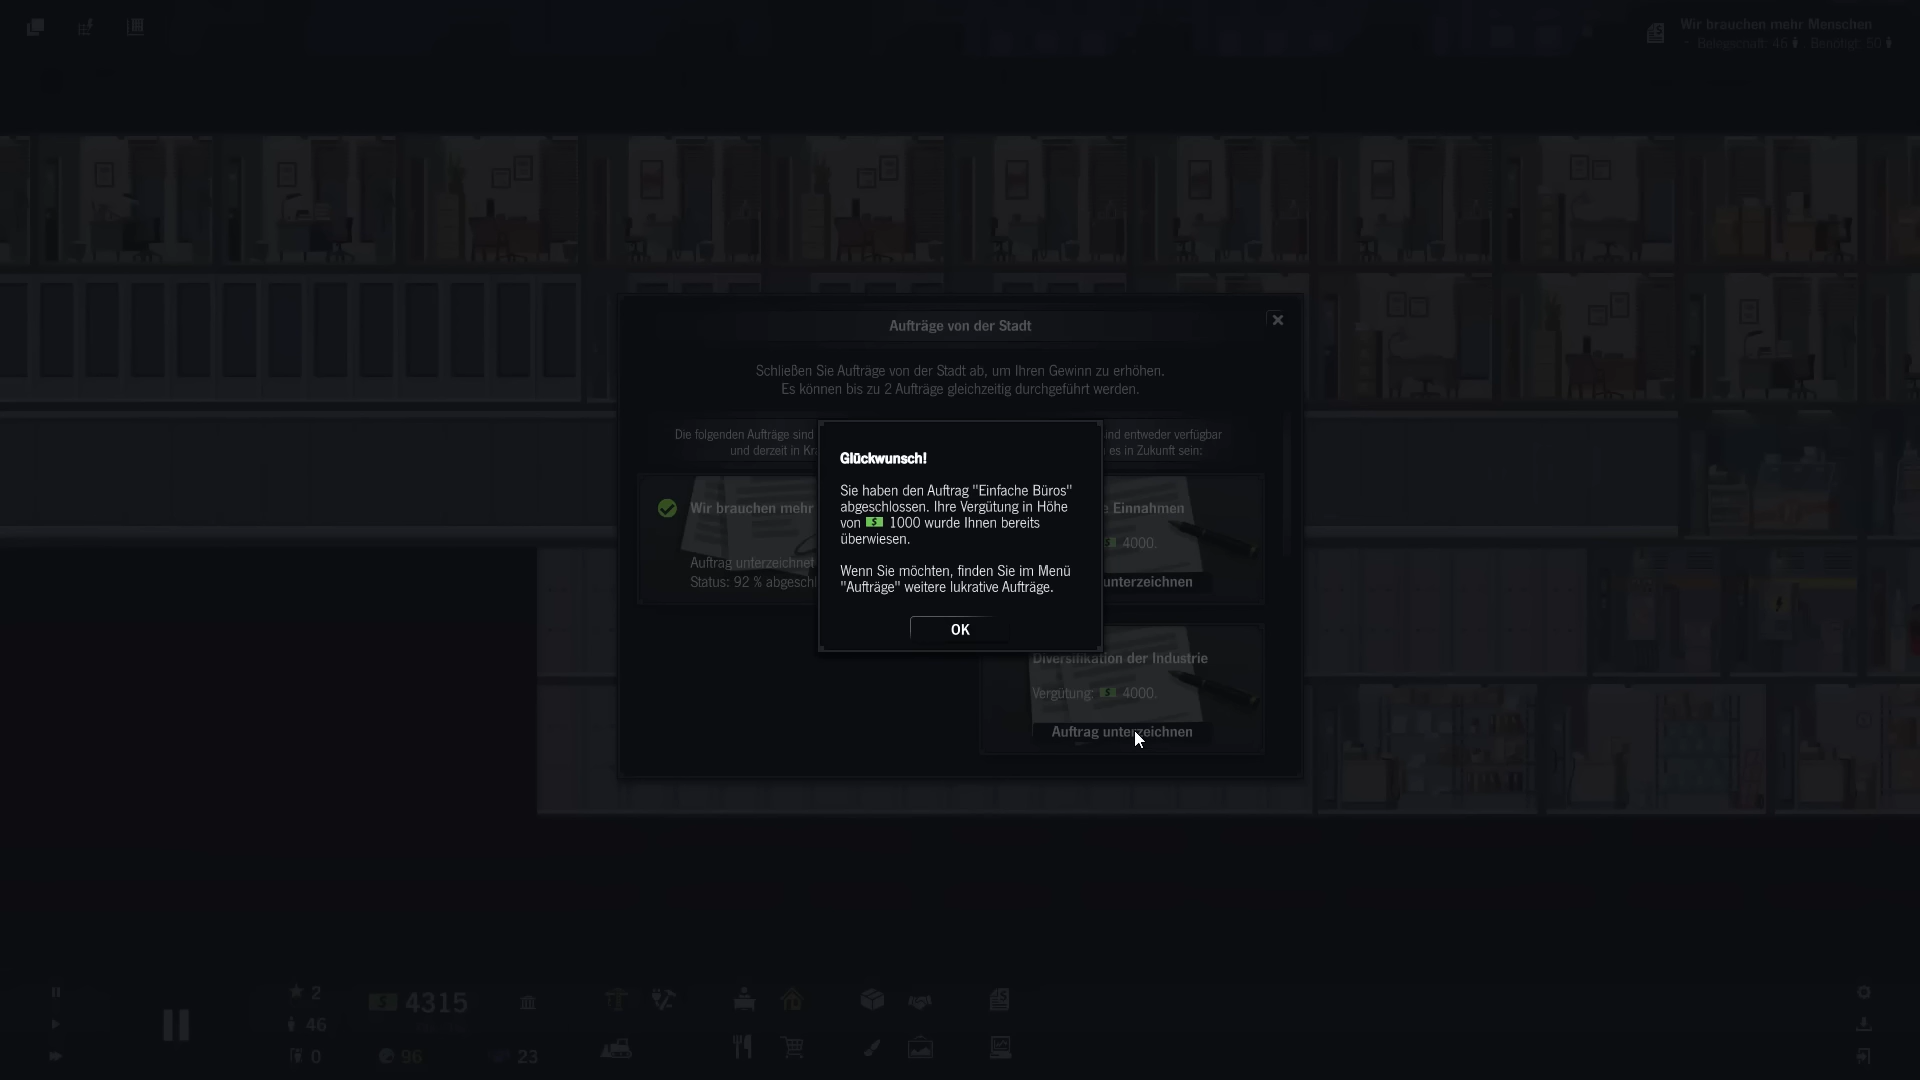 Wir brauchen mehr Menschen
- Belegschaft: 46 Benötigt: 50
Aufträge von der Stadt
Schließen Sie Aufträge von der Stadt ab, um Ihren Gewinn zu erhöhen.
Es können bis zu 2 Aufträge gleichzeitig durchgeführt werden.
Die folgenden Aufträge sind
und derzeit in Kra
und entweder verfügbar
es in Zukunft sein:
Wir brauchen mehr
Auftrag unterzeichnet
Status: 92 % abgeschl
Einnahmen
4000.
unterzeichnen
Glückwunsch!
Sie haben den Auftrag "Einfache Büros"
abgeschlossen. Ihre Vergütung in Höhe
von $ 1000 wurde Ihnen bereits
überwiesen.
Wenn Sie möchten, finden Sie im Menü
"Aufträge" weitere lukrative Aufträge.
OK
Diversifikation der Industrie
Vergütung: $ 4000.
Auftrag unterzeichnen
2
$ 4315
46
0
96
23